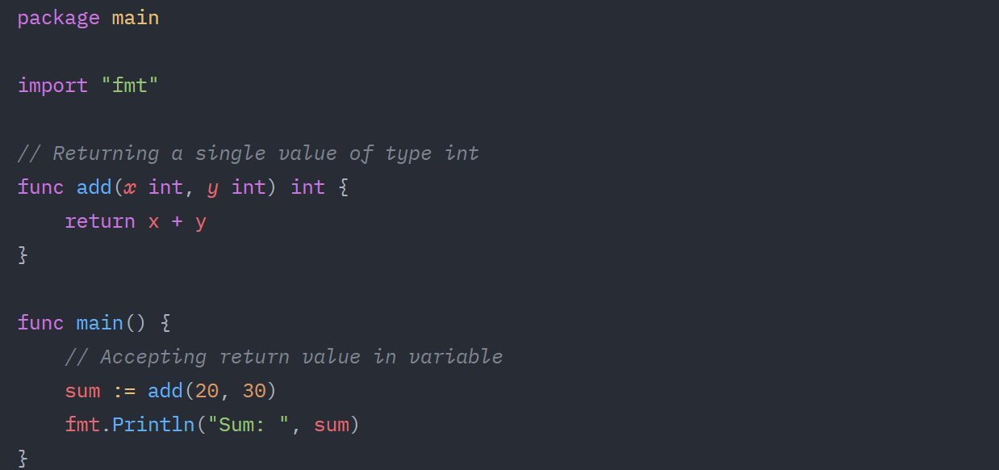 package main

import "fmt"

// Returning a single value of type int
func add(x int, y int) int {
    return x + y
}

func main() {
    // Accepting return value in variable
    sum := add(20, 30)
    fmt.Println("Sum: ", sum)
}